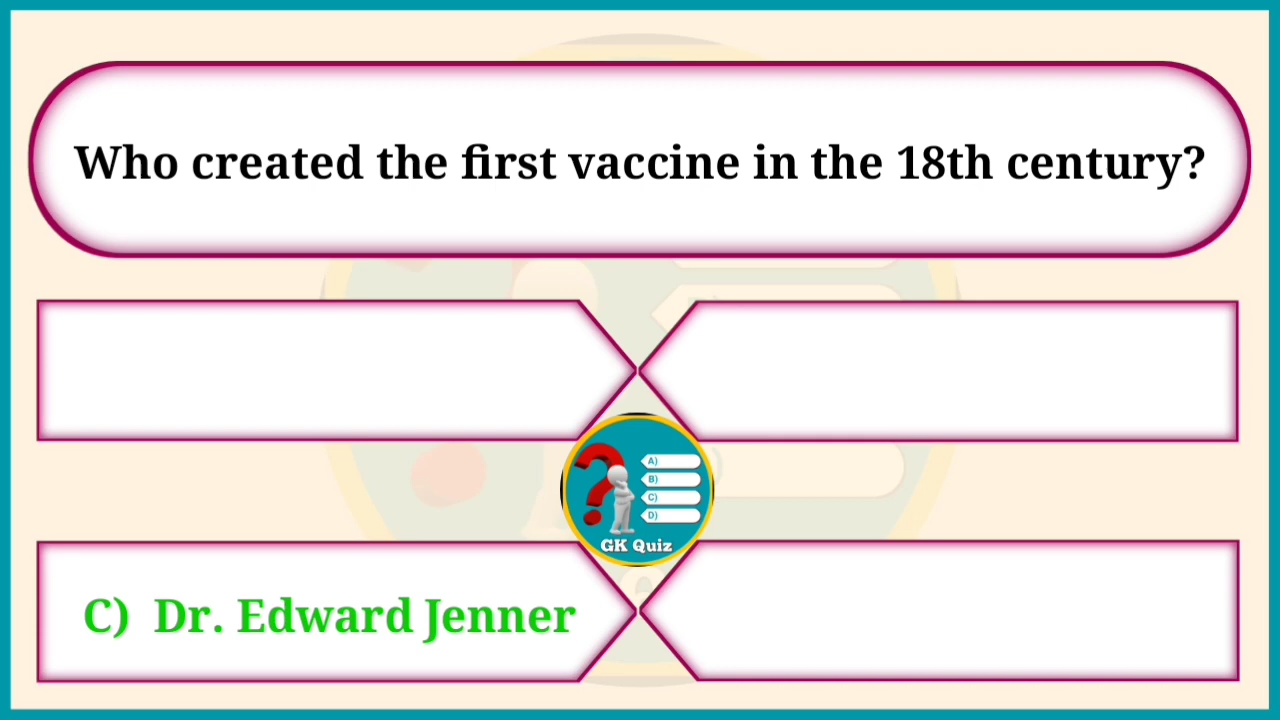 Who created the first vaccine in the 18th century?
A)
B)
C)
D)
GK Quiz
C) Dr. Edward Jenner